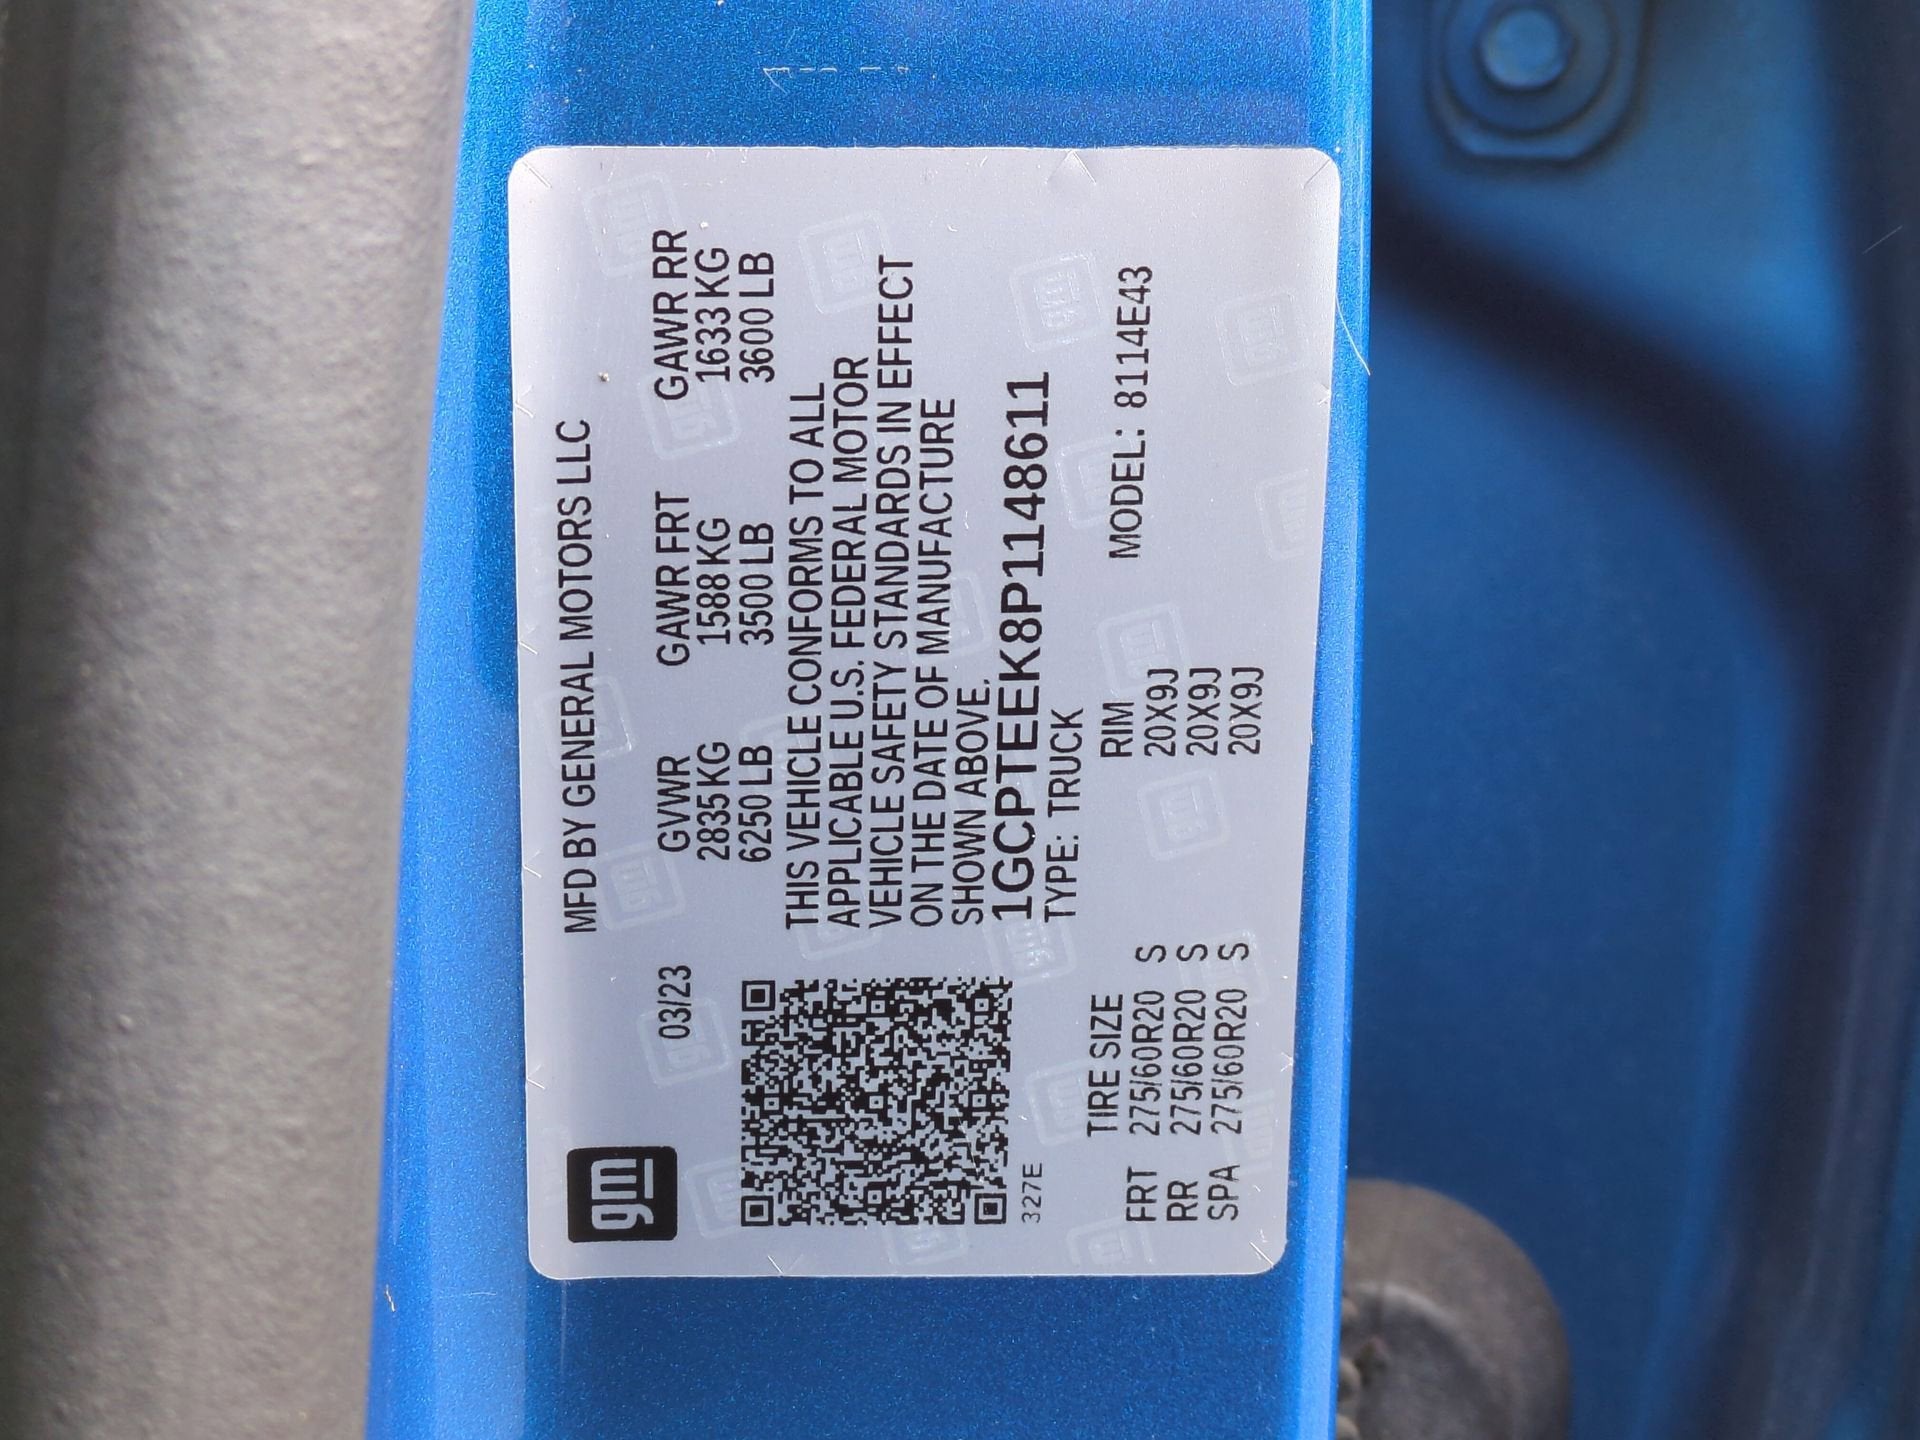 gm
MFD BY GENERAL MOTORS LLC
03/23 GVWR GAWR FRT GAWR RR
2835 KG 1588 KG 1633 KG
6250 LB 3500 LB 3600 LB
THIS VEHICLE CONFORMS TO ALL
APPLICABLE U.S. FEDERAL MOTOR
VEHICLE SAFETY STANDARDS IN EFFECT
ON THE DATE OF MANUFACTURE
SHOWN ABOVE.
1GCPTEEK8P1148611
327E
TYPE: TRUCK
TIRE SIZE RIM MODEL: 8114E43
FRT 275/60R20 S 20X9J
RR 275/60R20 S 20X9J
SPA 275/60R20 S 20X9J